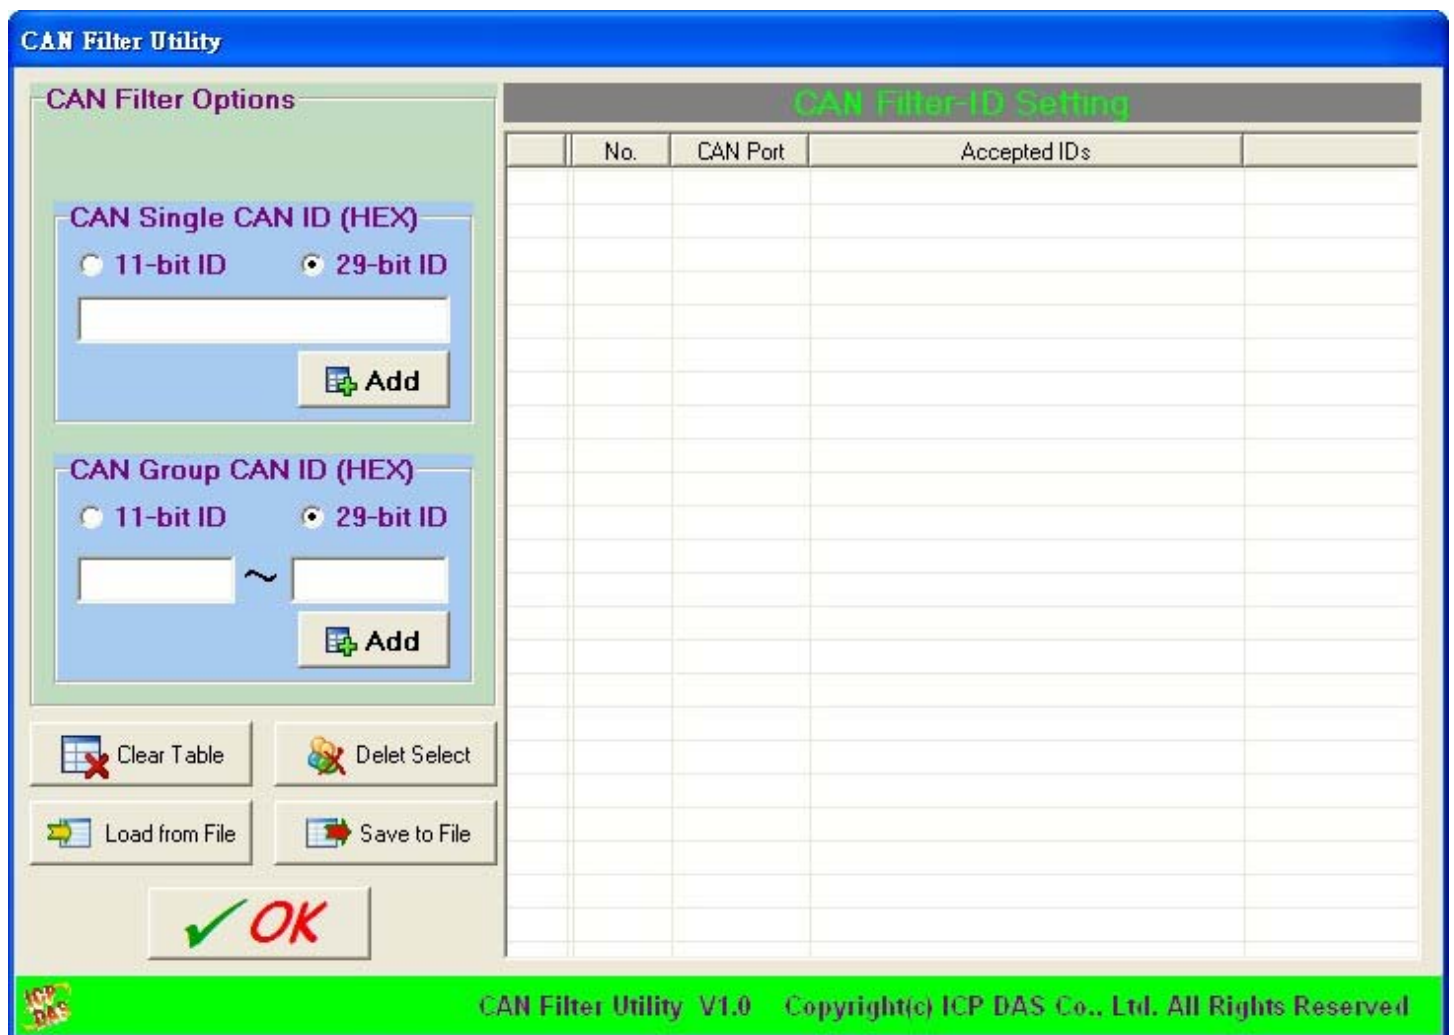 CAN Filter Utility
CAN Filter Options
CAN Single CAN ID (HEX)
11-bit ID 29-bit ID
Add
CAN Group CAN ID (HEX)
11-bit ID 29-bit ID
~
Add
Clear Table Delet Select
Load from File Save to File
OK
CAN Filter-ID Setting
No. CAN Port Accepted IDs
ICP DAS
CAN Filter Utility V1.0 Copyright(c) ICP DAS Co., Ltd. All Rights Reserved